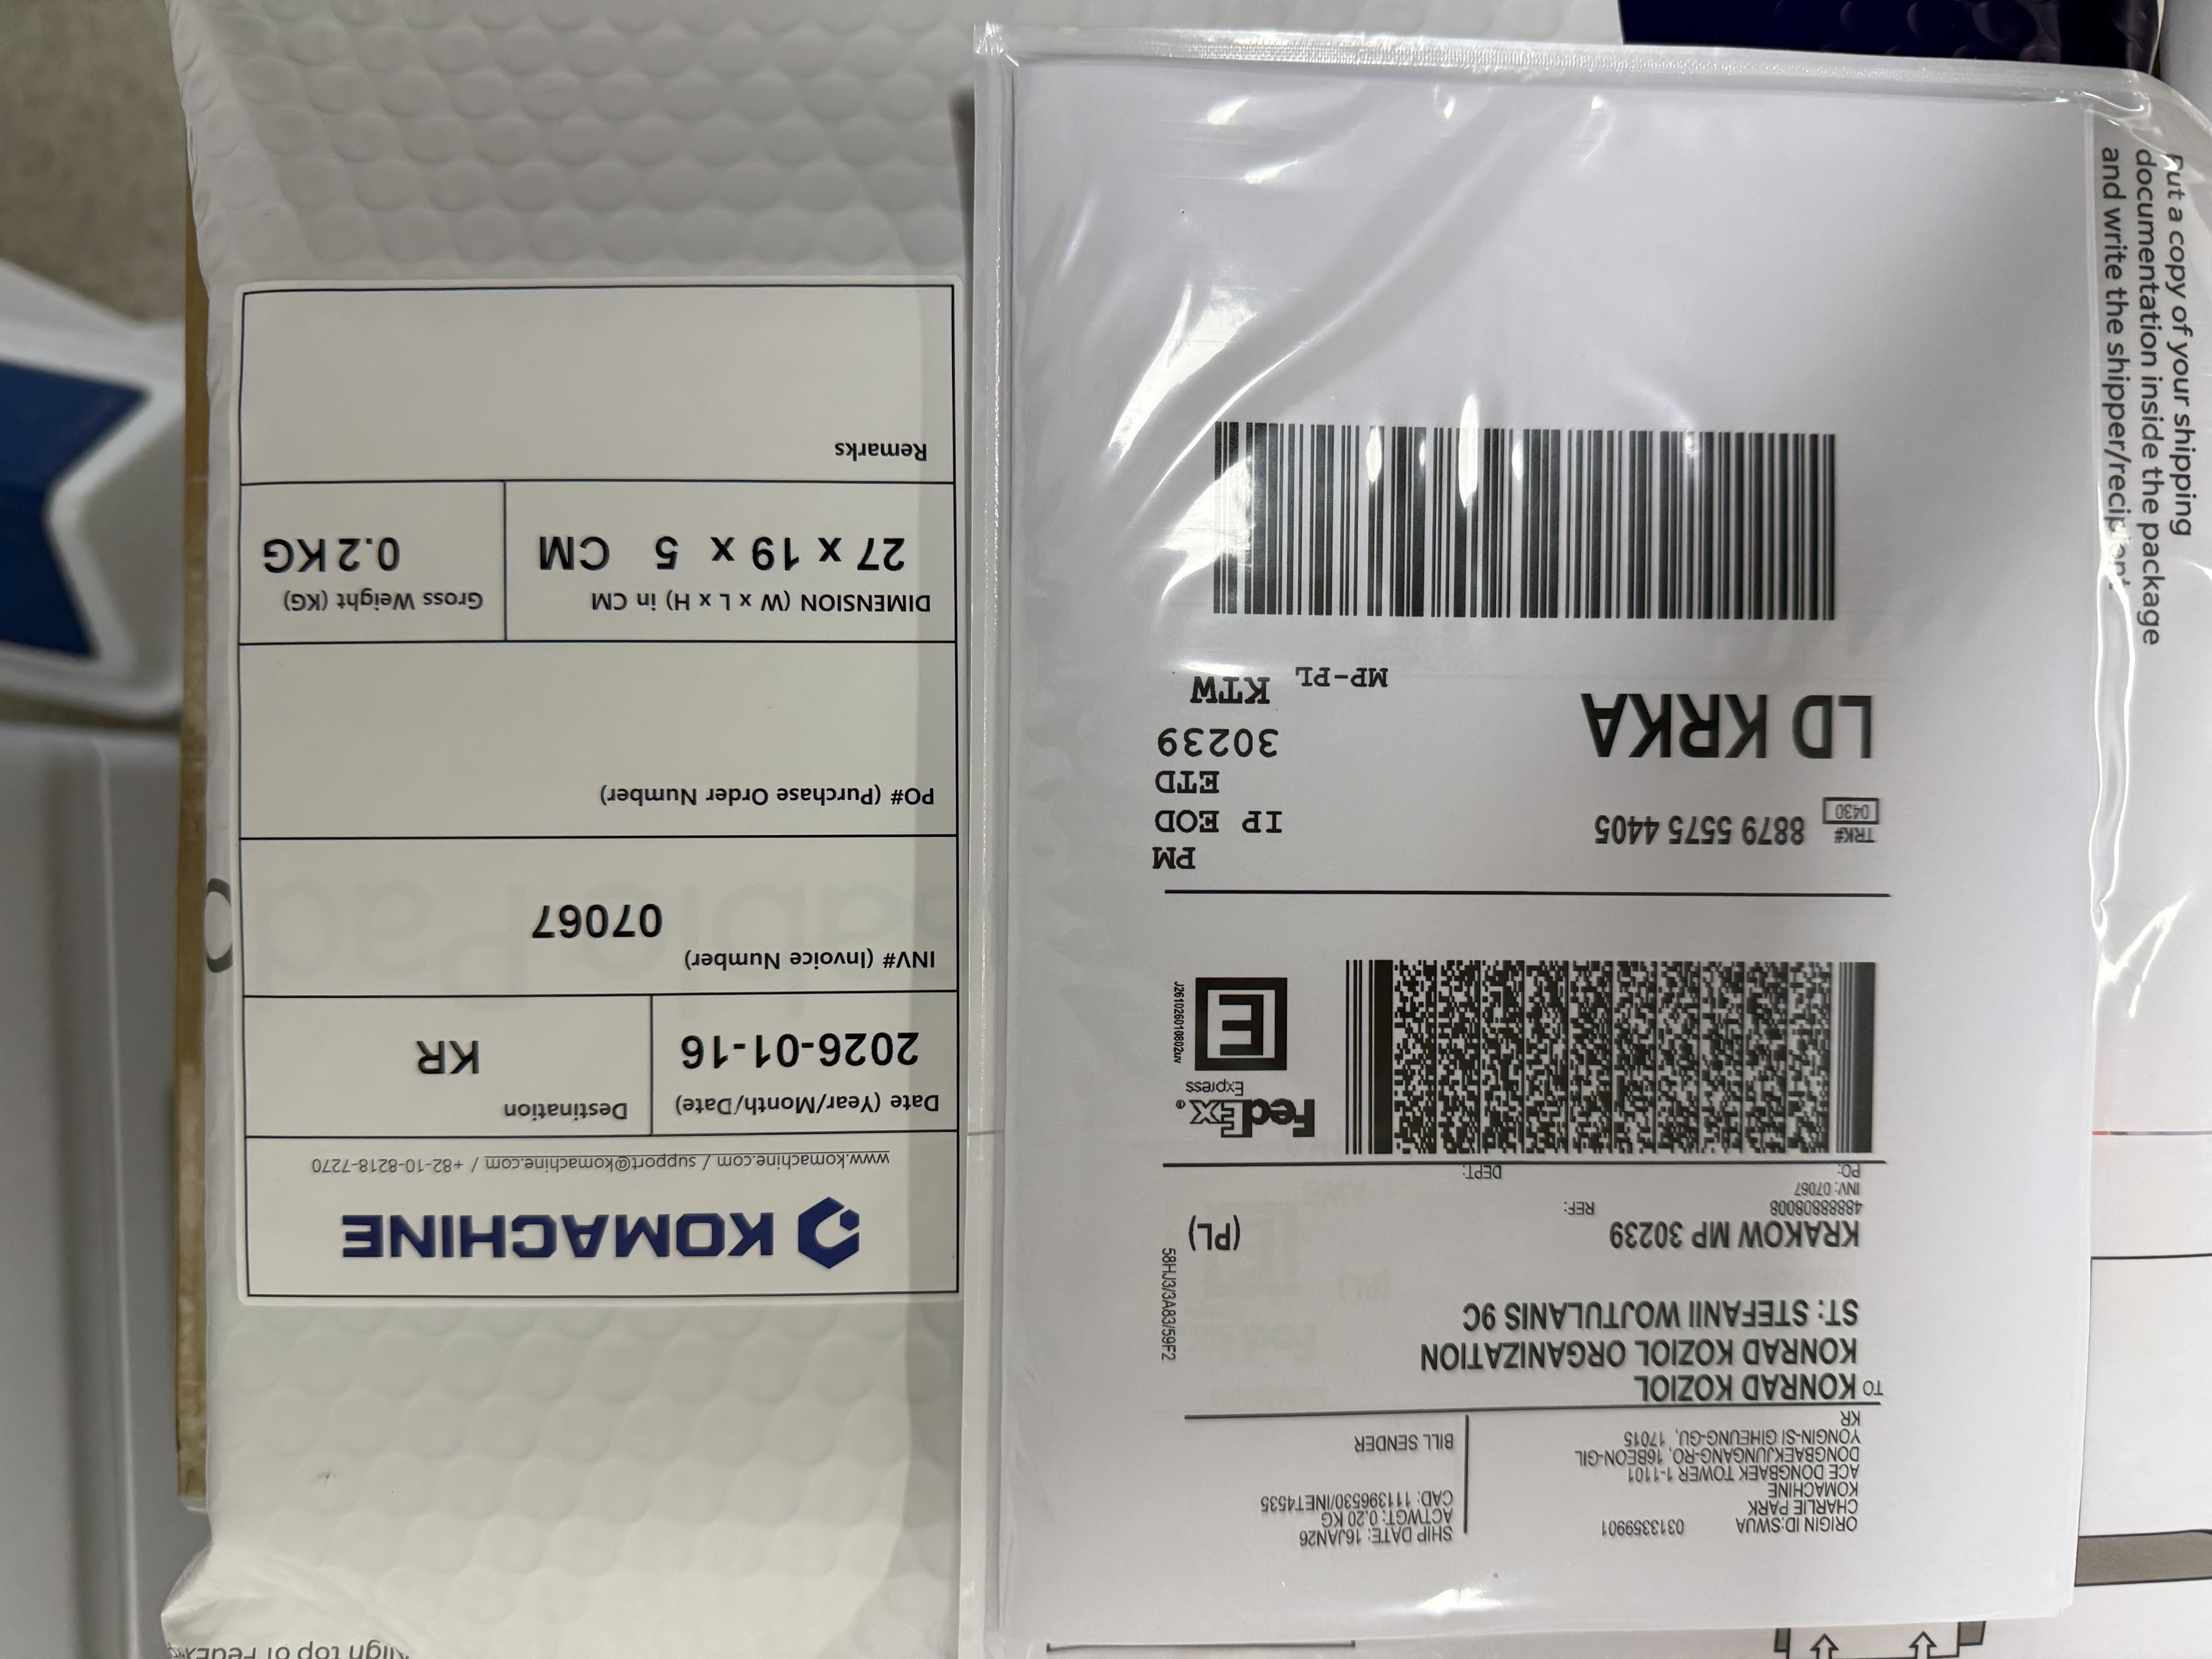 KOMACHINE
www.komachine.com / support@komachine.com / +82-10-8218-7270
Date (Year/Month/Date)
2026-01-16
Destination
KR
INV# (Invoice Number)
07067
PO# (Purchase Order Number)
DIMENSION (W x L x H) in CM
27 x 19 x 5 CM
Gross Weight (KG)
0.2 KG
Remarks
ORIGIN ID:SWUA 0313359901
CHARLIE PARK
KOMACHINE
ACE DONGBAEK TOWER 1-1101
DONGBAEKJUNGANG-RO, 16BEON-GIL
YONGIN-SI GIHEUNG-GU, 17015
KR
SHIP DATE: 16JAN26
ACTWGT: 0.20 KG
CAD: 111396530/INET4535
BILL SENDER
TO KONRAD KOZIOL
KONRAD KOZIOL ORGANIZATION
ST: STEFANII WOJTULANIS 9C
KRAKOW MP 30239
(PL)
48888808008
REF:
INV: 07067
PO:
DEPT:
58HJ3/3A83/59F2
FedEx®
Express
E
J261026010802uv
TRK#
0430
8879 5575 4405
PM
IP EOD
ETD
30239
LD KRKA
MP-PL
KTW
Put a copy of your shipping
documentation inside the package
and write the shipper/recipient